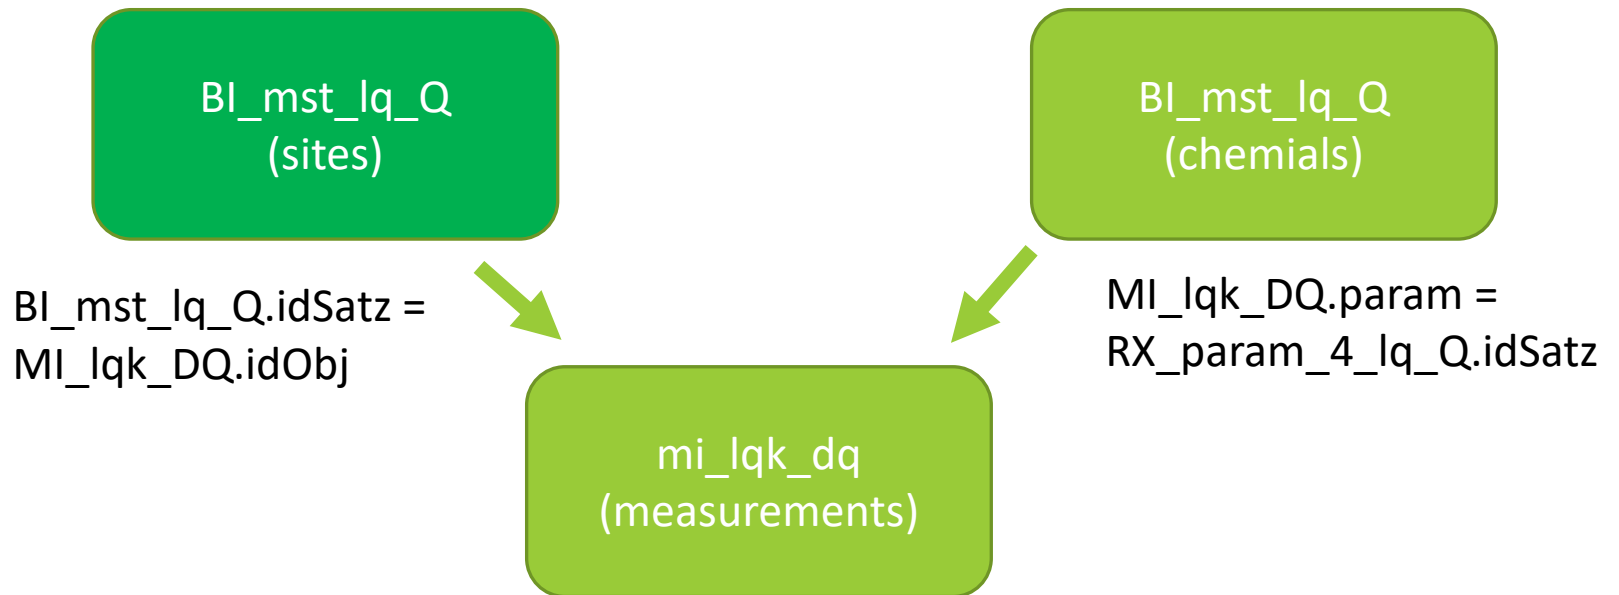 BI_mst_lq_Q
(sites)
BI_mst_lq_Q
(chemials)
BI_mst_lq_Q.idSatz =
MI_lqk_DQ.idObj
MI_lqk_DQ.param =
RX_param_4_lq_Q.idSatz
mi_lqk_dq
(measurements)